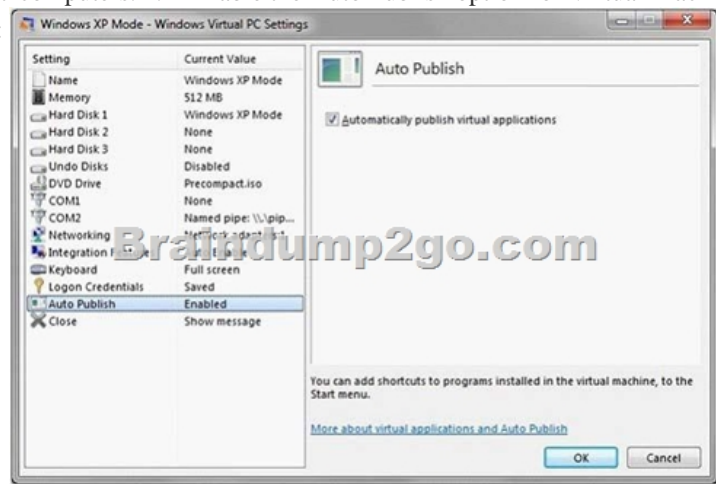 Windows XP Mode - Windows Virtual PC Settings
Setting Current Value
Name Windows XP Mode
Memory 512 MB
Hard Disk 1 Windows XP Mode
Hard Disk 2 None
Hard Disk 3 None
Undo Disks Disabled
DVD Drive Precompact.iso
COM1 None
COM2 Named pipe: \\.\pip...
Networking
Integration
Keyboard Full screen
Logon Credentials Saved
Auto Publish Enabled
Close Show message
Auto Publish
Automatically publish virtual applications
Braindump2go.com
You can add shortcuts to programs installed in the virtual machine, to the
Start menu.
More about virtual applications and Auto Publish
OK Cancel